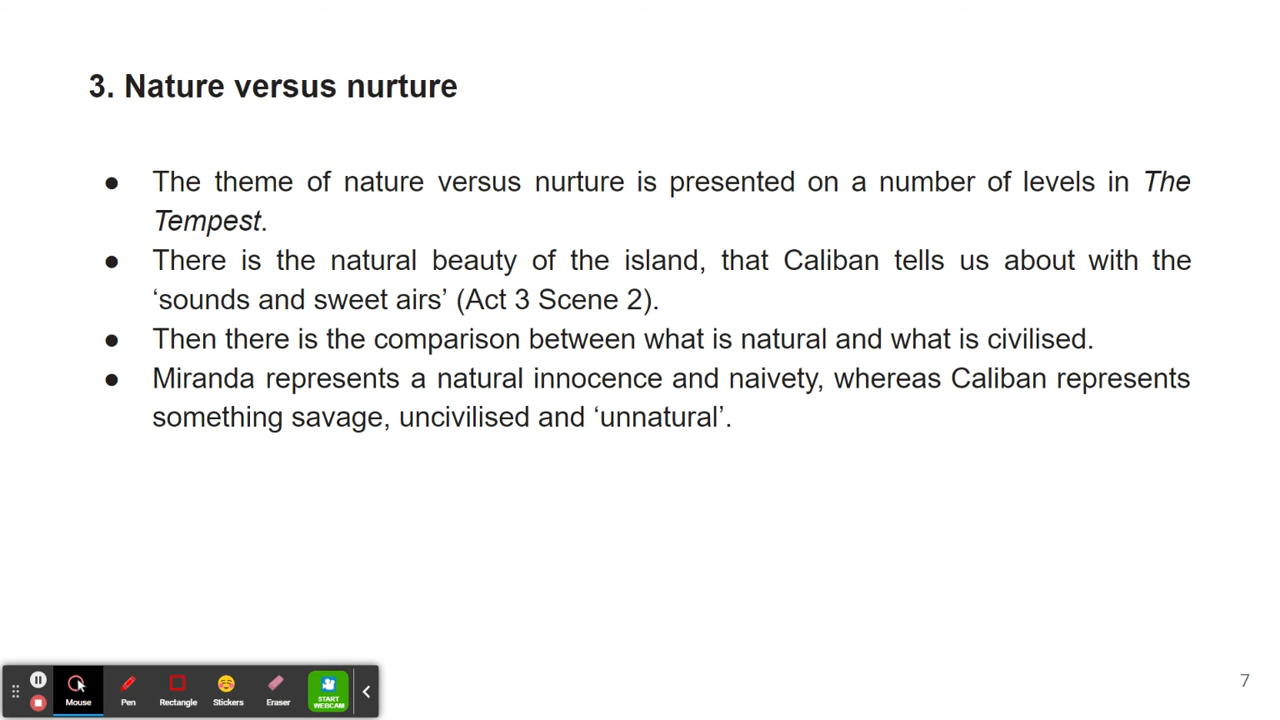 3. Nature versus nurture
● The theme of nature versus nurture is presented on a number of levels in The
Tempest.
● There is the natural beauty of the island, that Caliban tells us about with the
‘sounds and sweet airs’ (Act 3 Scene 2).
● Then there is the comparison between what is natural and what is civilised.
● Miranda represents a natural innocence and naivety, whereas Caliban represents
something savage, uncivilised and ‘unnatural’.
7
Mouse
Pen
Rectangle
Stickers
Eraser
START
WEBCAM